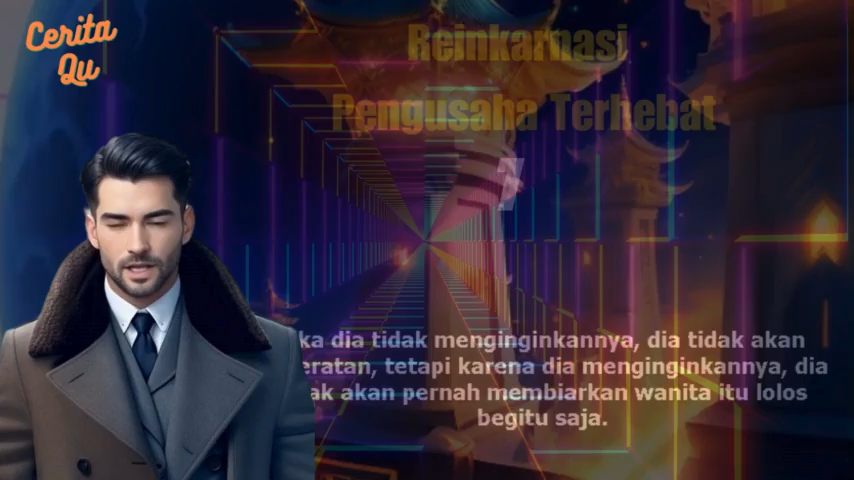 Cerita
Qu
Reinkarnasi
Pengusaha Terhebat
7
ka dia tidak menginginkannya, dia tidak akan
eratan, tetapi karena dia menginginkannya, dia
ak akan pernah membiarkan wanita itu lolos
begitu saja.